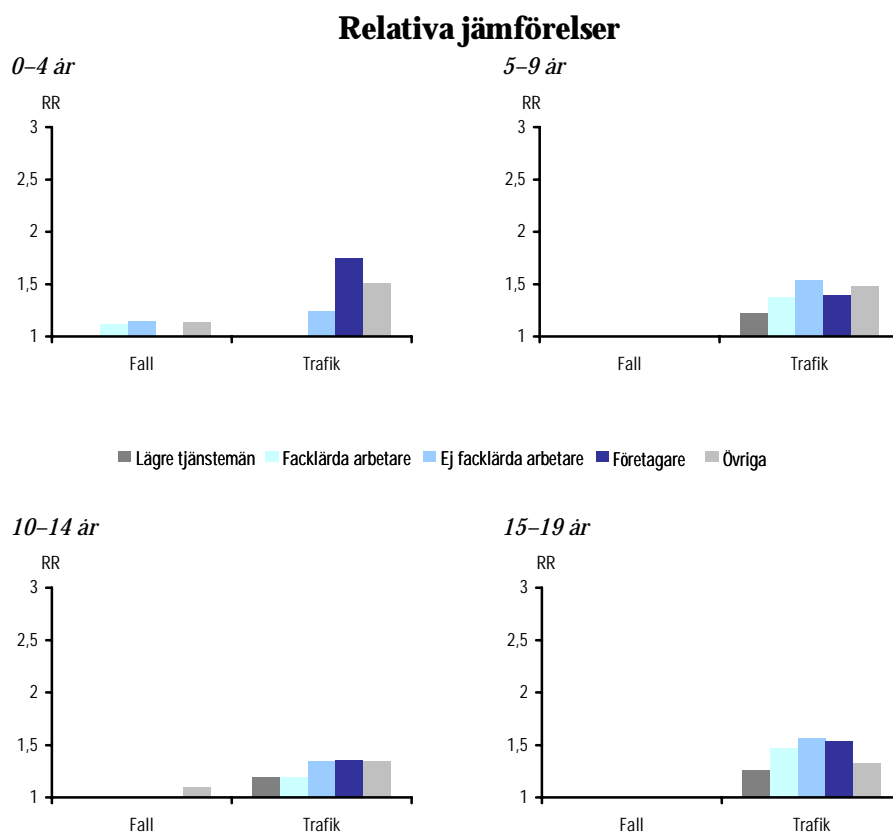 Relativa jämförelser
0–4 år
5–9 år
RR
RR
3
2,5
2
1,5
1
Fall
Trafik
3
2,5
2
1,5
1
Fall
Trafik
Lägre tjänstemän Facklärda arbetare Ej facklärda arbetare Företagare Övriga
10–14 år
15–19 år
RR
RR
3
2,5
2
1,5
1
Fall
Trafik
3
2,5
2
1,5
1
Fall
Trafik